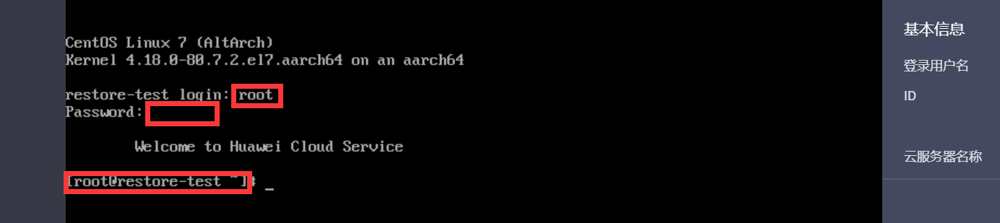 CentOS Linux 7 (AltArch)
Kernel 4.18.0-80.7.2.el7.aarch64 on an aarch64
restore-test login: root
Password: _
Welcome to Huawei Cloud Service
[root@restore-test ~]# _
基本信息
登录用户名
ID
云服务器名称